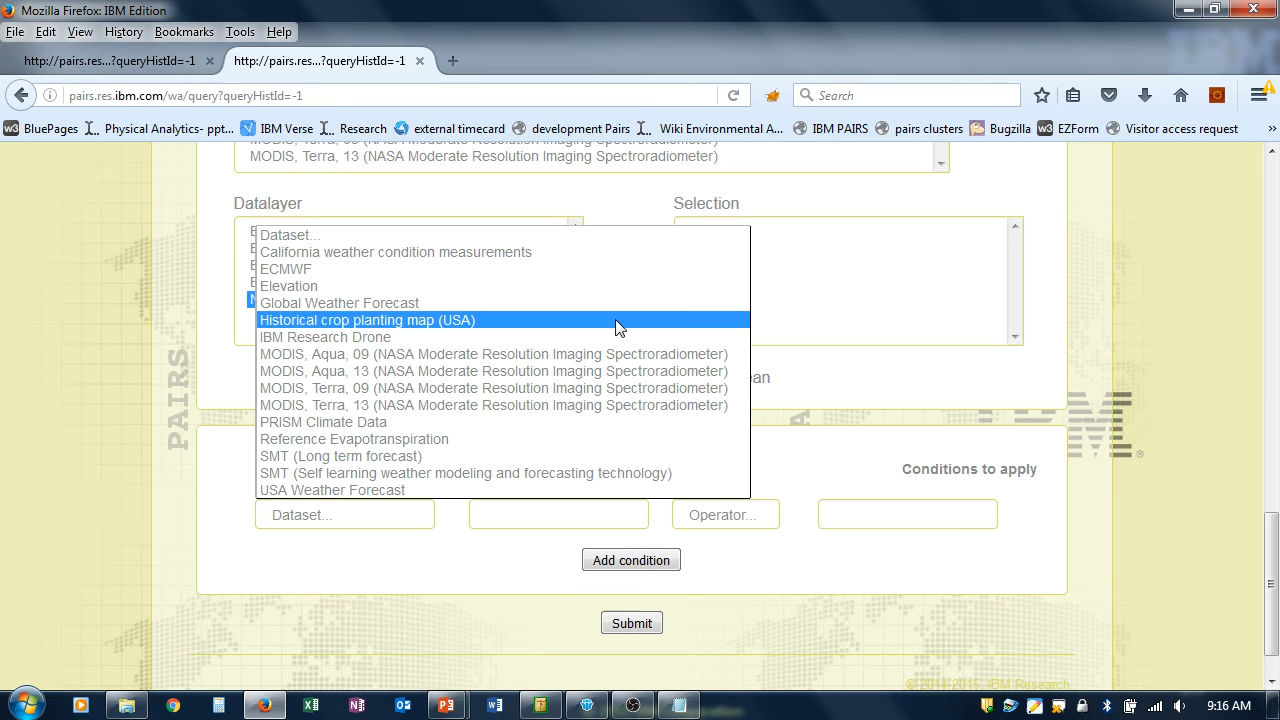 Mozilla Firefox: IBM Edition
File Edit View History Bookmarks Tools Help
http://pairs.res...?queryHistId=-1 http://pairs.res...?queryHistId=-1
pairs.res.ibm.com/wa/query?queryHistId=-1 Search
BluePages Physical Analytics- ppt... IBM Verse Research external timecard development Pairs Wiki Environmental A... IBM PAIRS pairs clusters Bugzilla EZForm Visitor access request
MODIS, Terra, 13 (NASA Moderate Resolution Imaging Spectroradiometer)
Datalayer Selection
Dataset...
California weather condition measurements
ECMWF
Elevation
Global Weather Forecast
Historical crop planting map (USA)
IBM Research Drone
MODIS, Aqua, 09 (NASA Moderate Resolution Imaging Spectroradiometer)
MODIS, Aqua, 13 (NASA Moderate Resolution Imaging Spectroradiometer)
MODIS, Terra, 09 (NASA Moderate Resolution Imaging Spectroradiometer)
MODIS, Terra, 13 (NASA Moderate Resolution Imaging Spectroradiometer)
PRISM Climate Data
Reference Evapotranspiration
SMT (Long term forecast)
SMT (Self learning weather modeling and forecasting technology)
USA Weather Forecast
PAIRS
Conditions to apply
Dataset... Operator...
Add condition
Submit
9:16 AM